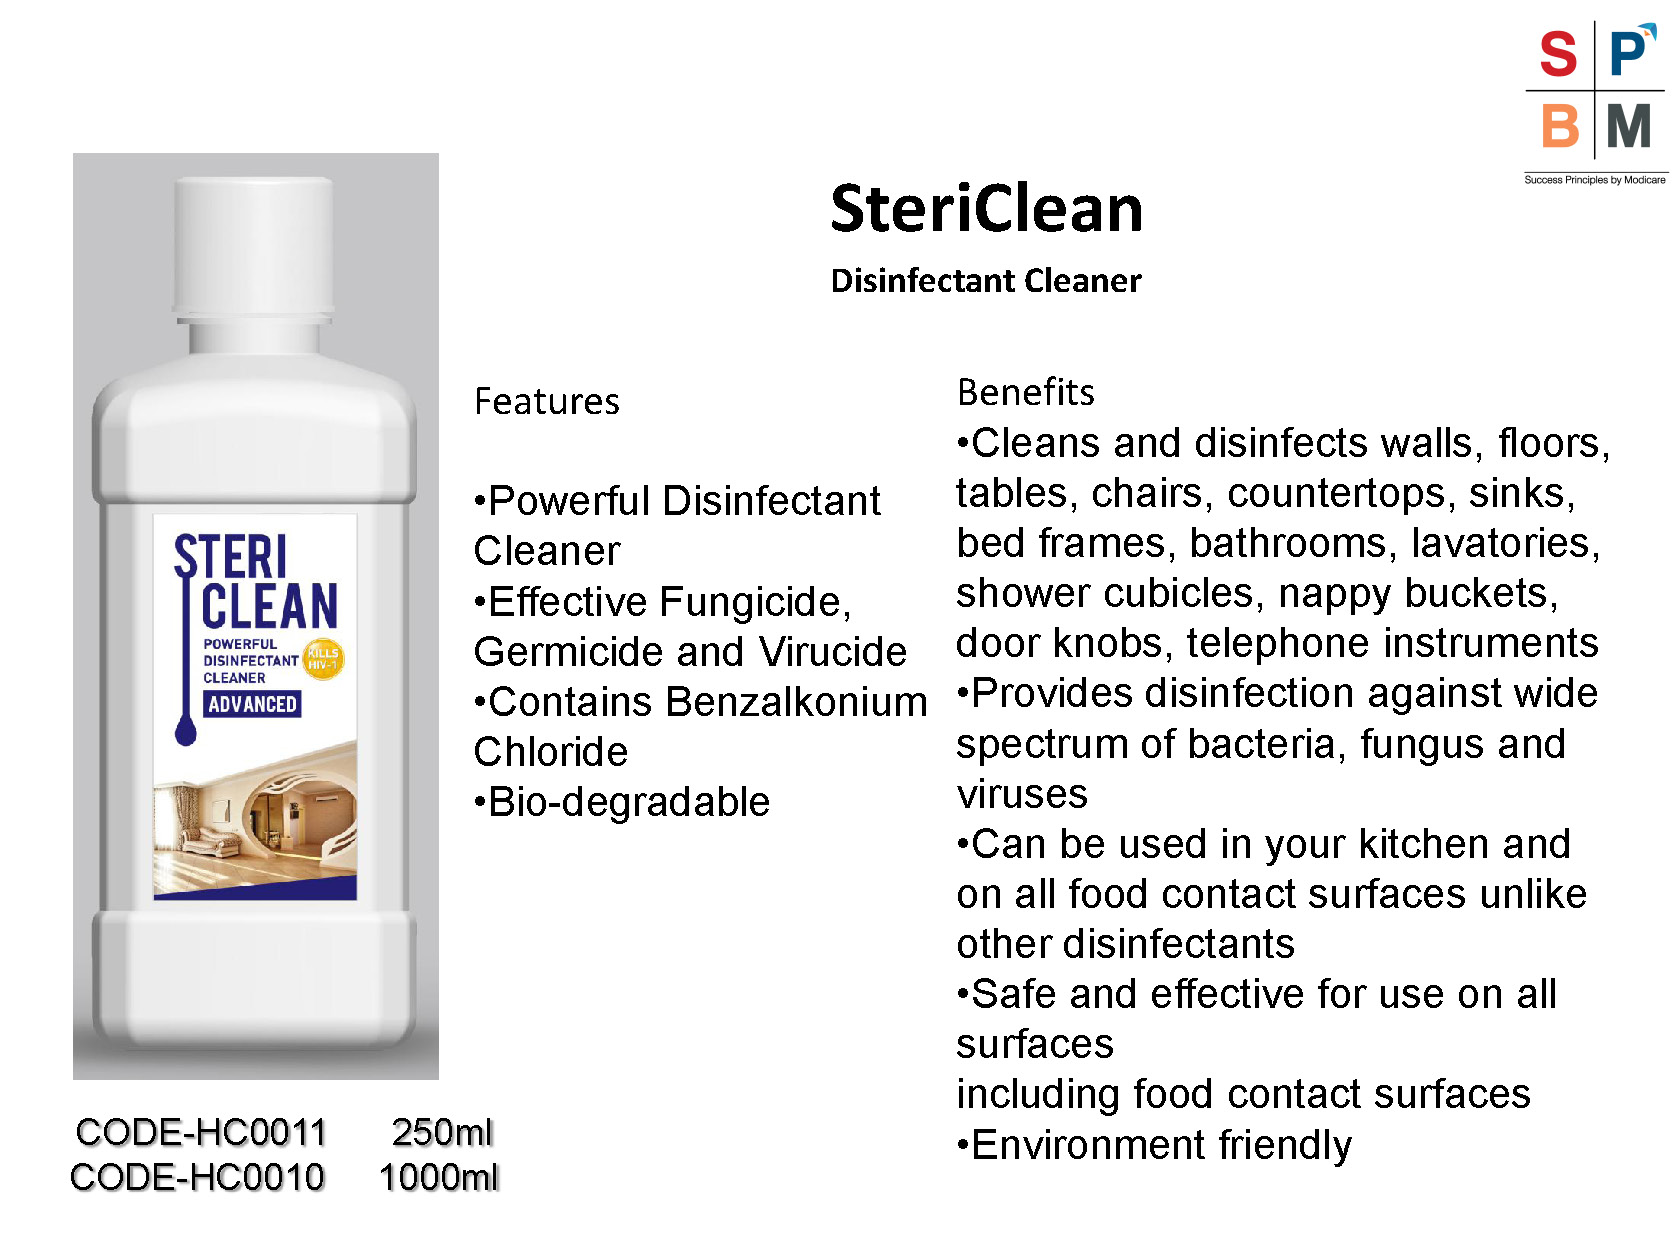 S P
B M
Success Principles by Modicare
SteriClean
Disinfectant Cleaner
STERI
CLEAN
POWERFUL
DISINFECTANT
CLEANER
KILLS
HIV-1
ADVANCED
CODE-HC0011 250ml
CODE-HC0010 1000ml
Features
•Powerful Disinfectant
Cleaner
•Effective Fungicide,
Germicide and Virucide
•Contains Benzalkonium
Chloride
•Bio-degradable
Benefits
•Cleans and disinfects walls, floors,
tables, chairs, countertops, sinks,
bed frames, bathrooms, lavatories,
shower cubicles, nappy buckets,
door knobs, telephone instruments
•Provides disinfection against wide
spectrum of bacteria, fungus and
viruses
•Can be used in your kitchen and
on all food contact surfaces unlike
other disinfectants
•Safe and effective for use on all
surfaces
including food contact surfaces
•Environment friendly